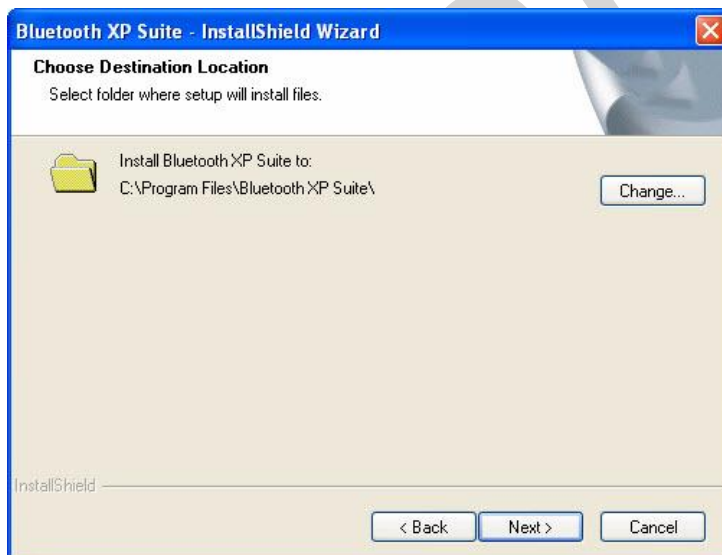 Bluetooth XP Suite - InstallShield Wizard
Choose Destination Location
Select folder where setup will install files.
Install Bluetooth XP Suite to:
C:\Program Files\Bluetooth XP Suite\
Change...
InstallShield
< Back
Next >
Cancel